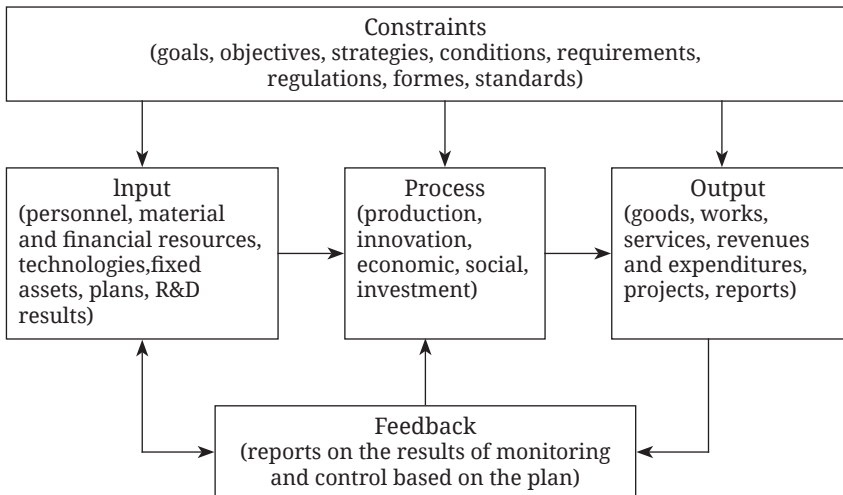 Constraints
(goals, objectives, strategies, conditions, requirements,
regulations, formes, standards)
Input
(personnel, material
and financial resources,
technologies,fixed
assets, plans, R&D
results)
Process
(production,
innovation,
economic, social,
investment)
Output
(goods, works,
services, revenues
and expenditures,
projects, reports)
Feedback
(reports on the results of monitoring
and control based on the plan)